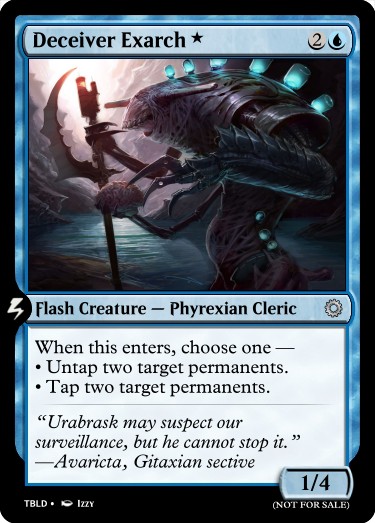 Deceiver Exarch ★ 2
Flash Creature — Phyrexian Cleric
When this enters, choose one —
• Untap two target permanents.
• Tap two target permanents.
“Urabrask may suspect our
surveillance, but he cannot stop it.”
—Avaricta, Gitaxian sective
1/4
TBLD • Izzy
(NOT FOR SALE)